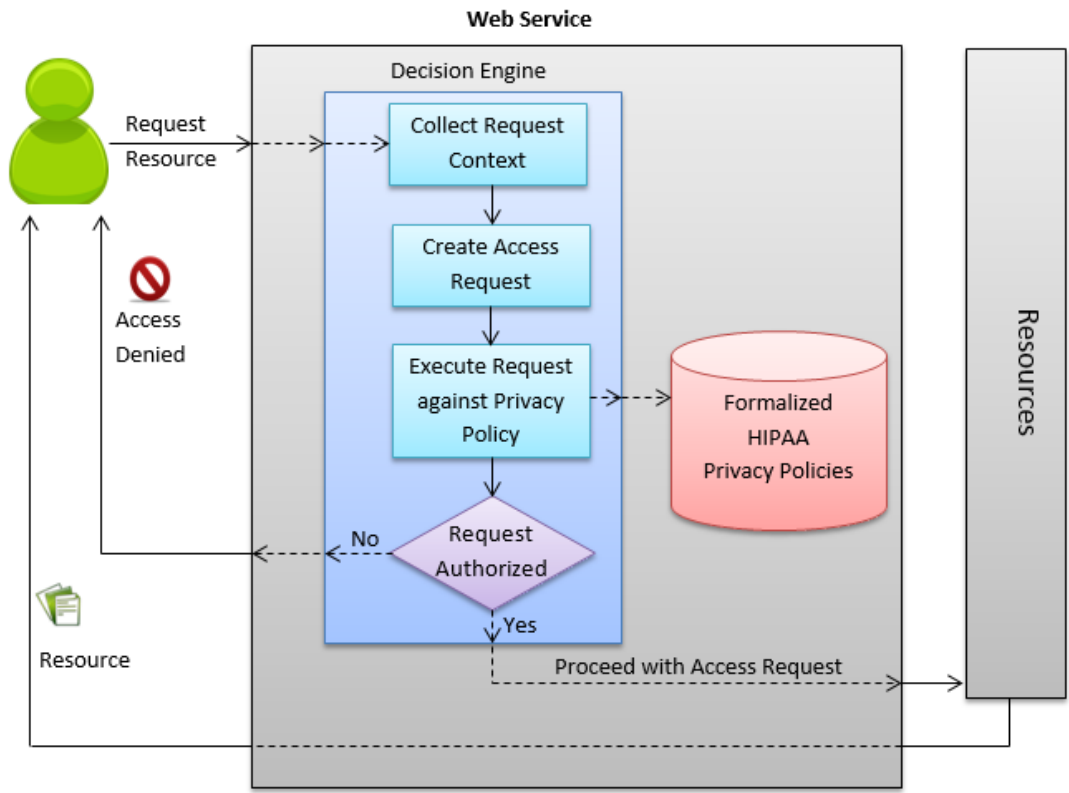 Web Service
Decision Engine
Request
Resource
Collect Request
Context
Create Access
Request
Access
Denied
Execute Request
against Privacy
Policy
Formalized
HIPAA
Privacy Policies
Resources
No
Request
Authorized
Yes
Resource
Proceed with Access Request